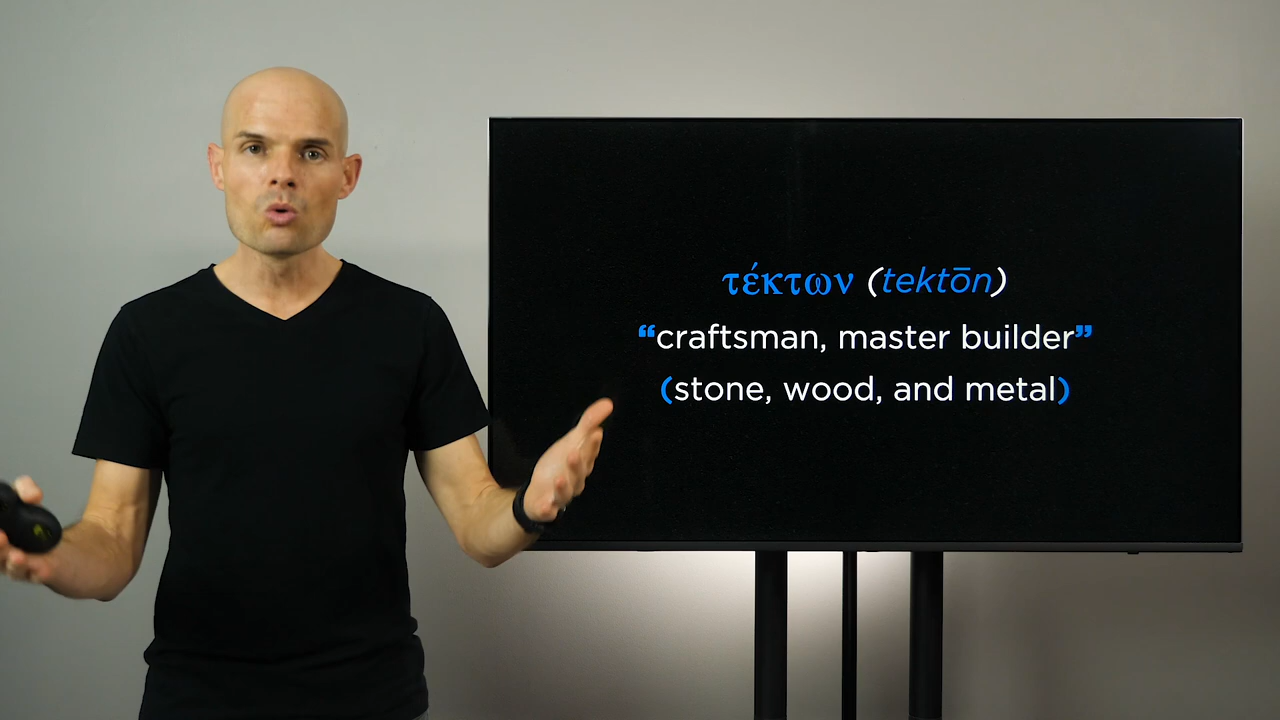 τέκτων (tektōn)
“craftsman, master builder”
(stone, wood, and metal)